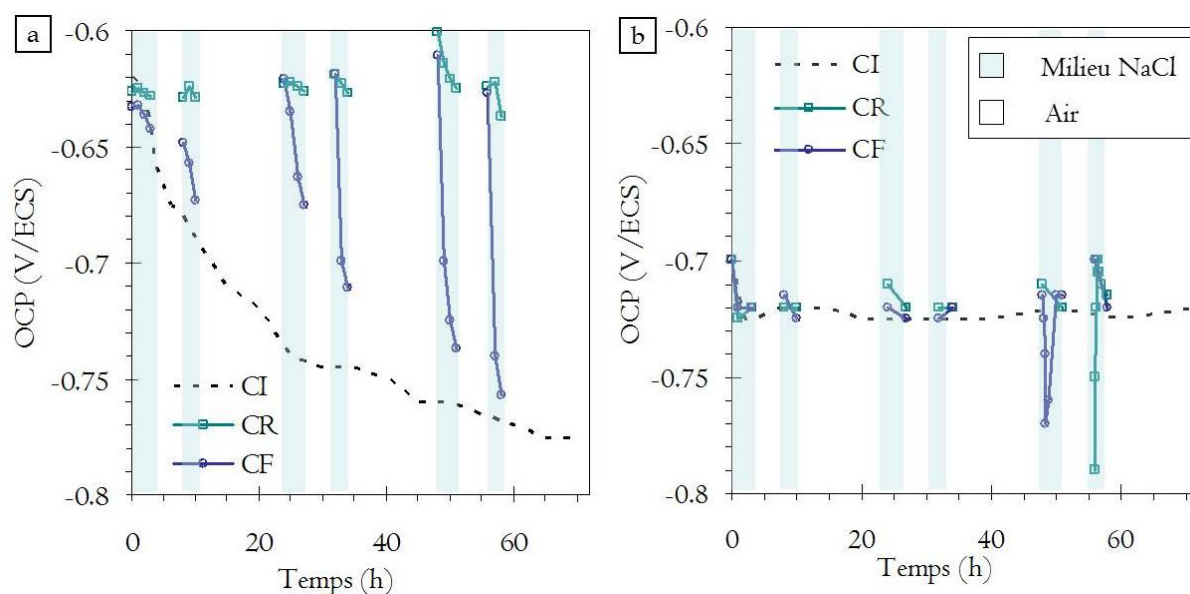 a
-0.6
-0.65
-0.7
-0.75
-0.8
OCP (V/ECS)
CI
CR
CF
0
20
40
60
Temps (h)
b
-0.6
-0.65
-0.7
-0.75
-0.8
OCP (V/ECS)
CI
CR
CF
Milieu NaCl
Air
0
20
40
60
Temps (h)